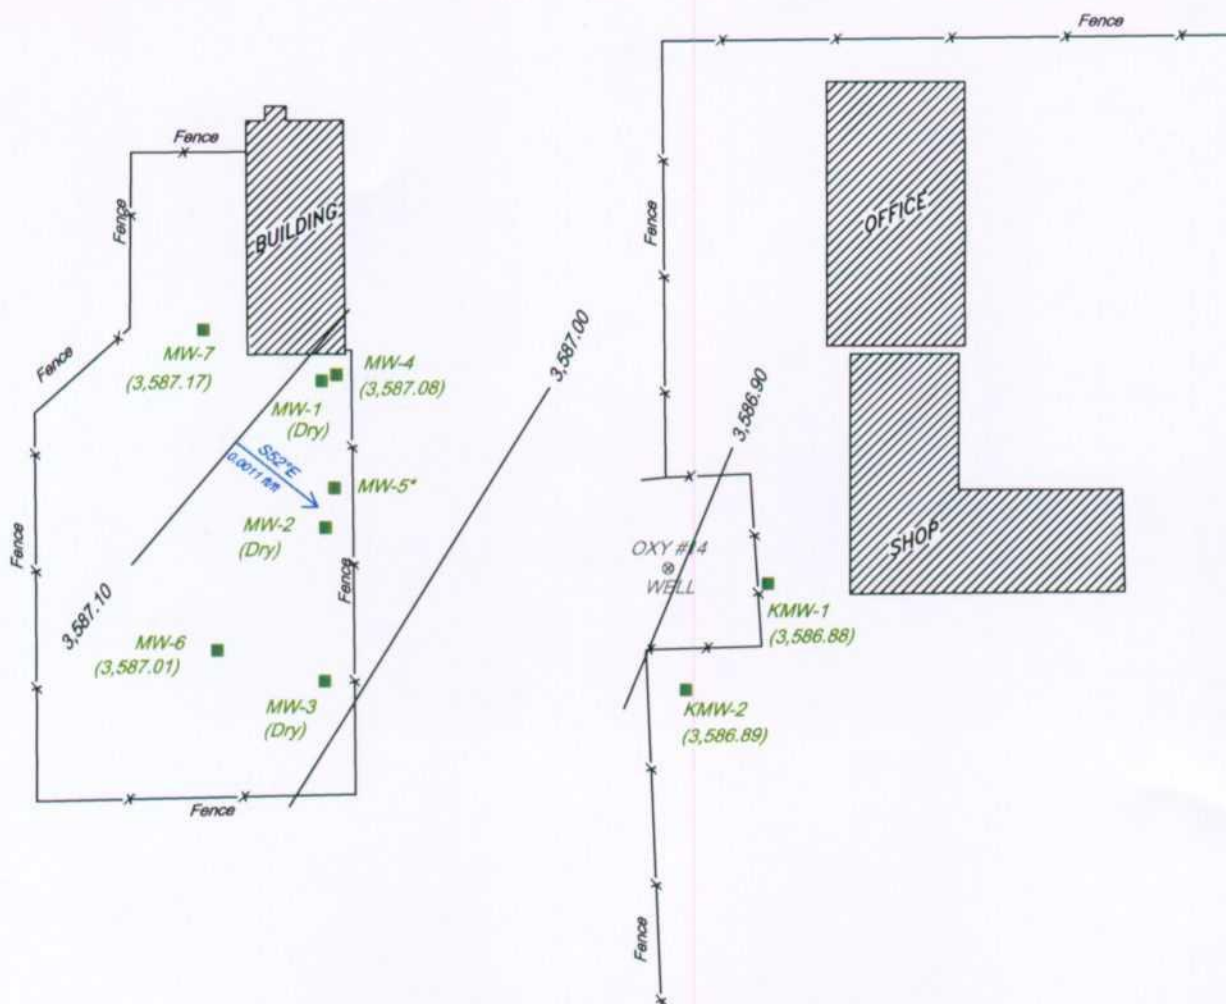 Fence
Fence
Fence
BUILDING
Fence
OFFICE
Fence
MW-7
(3,587.17)
MW-4
(3,587.08)
MW-1
(Dry)
3,587.00
3,586.90
Fence
S52°E
0.0011 ft/ft
MW-5*
MW-2
(Dry)
Fence
Fence
OXY #14
WELL
SHOP
KMW-1
(3,586.88)
3,587.10
MW-6
(3,587.01)
MW-3
(Dry)
KMW-2
(3,586.89)
Fence
Fence